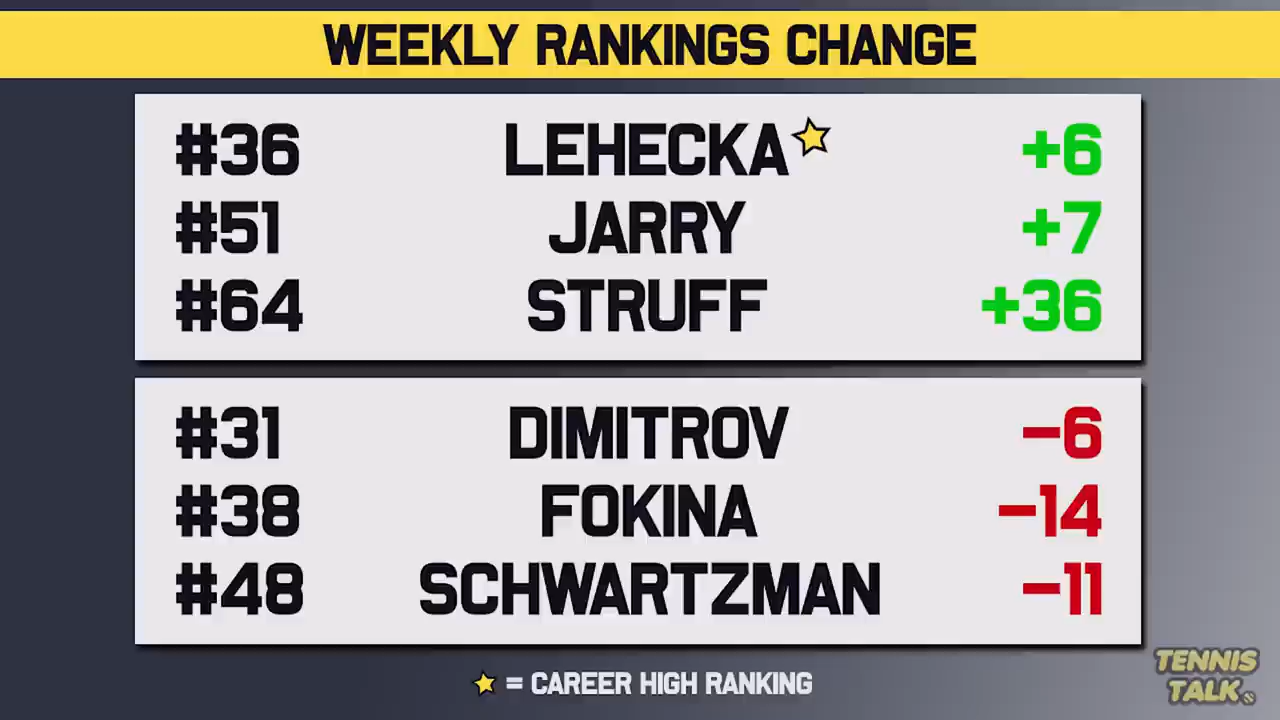 WEEKLY RANKINGS CHANGE
#36 LEHECKA +6
#51 JARRY +7
#64 STRUFF +36
#31 DIMITROV −6
#38 FOKINA −14
#48 SCHWARTZMAN −11
= CAREER HIGH RANKING
TENNIS
TALK